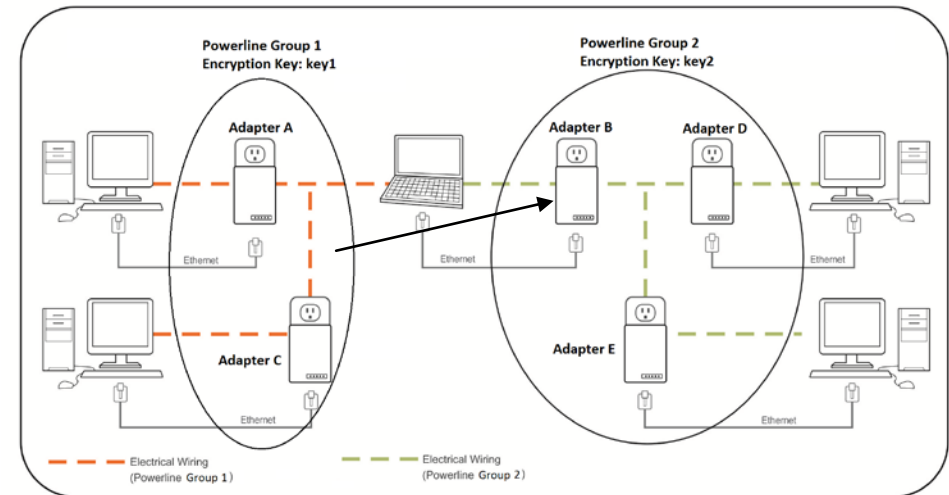 Powerline Group 1
Encryption Key: key1
Powerline Group 2
Encryption Key: key2
Adapter A
Adapter B
Adapter D
Ethernet
Ethernet
Ethernet
Adapter C
Adapter E
Ethernet
Ethernet
Electrical Wiring
(Powerline Group 1)
Electrical Wiring
(Powerline Group 2)